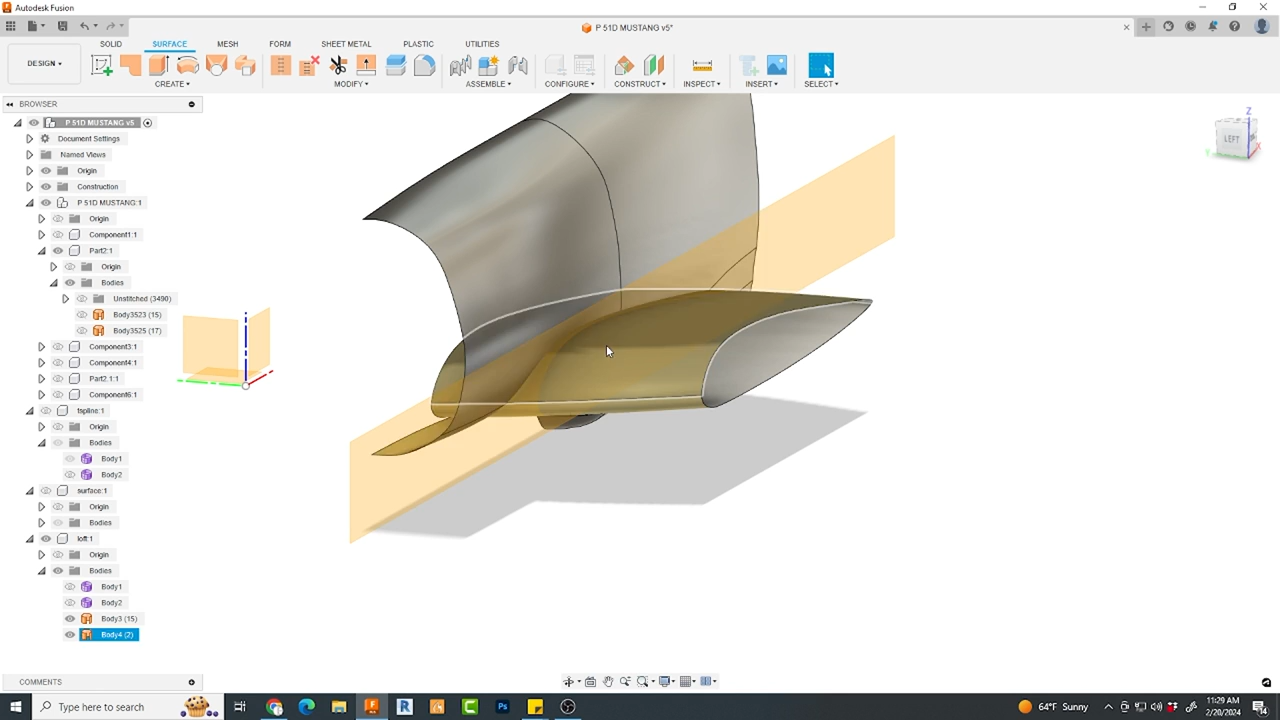 Autodesk Fusion
P 51D MUSTANG v5*
DESIGN
SOLID SURFACE MESH FORM SHEET METAL PLASTIC UTILITIES
CREATE MODIFY ASSEMBLE CONFIGURE CONSTRUCT INSPECT INSERT SELECT
BROWSER
P 51D MUSTANG v5
Document Settings
Named Views
Origin
Construction
P 51D MUSTANG:1
Origin
Component1:1
Part2:1
Origin
Bodies
Unstitched (3490)
Body3523 (15)
Body3525 (17)
Component3:1
Component4:1
Part2.1:1
Component6:1
tspline:1
Origin
Bodies
Body1
Body2
surface:1
Origin
Bodies
loft:1
Origin
Bodies
Body1
Body2
Body3 (15)
Body4 (2)
Z
LEFT
COMMENTS
Type here to search
64°F Sunny
11:29 AM
2/20/2024